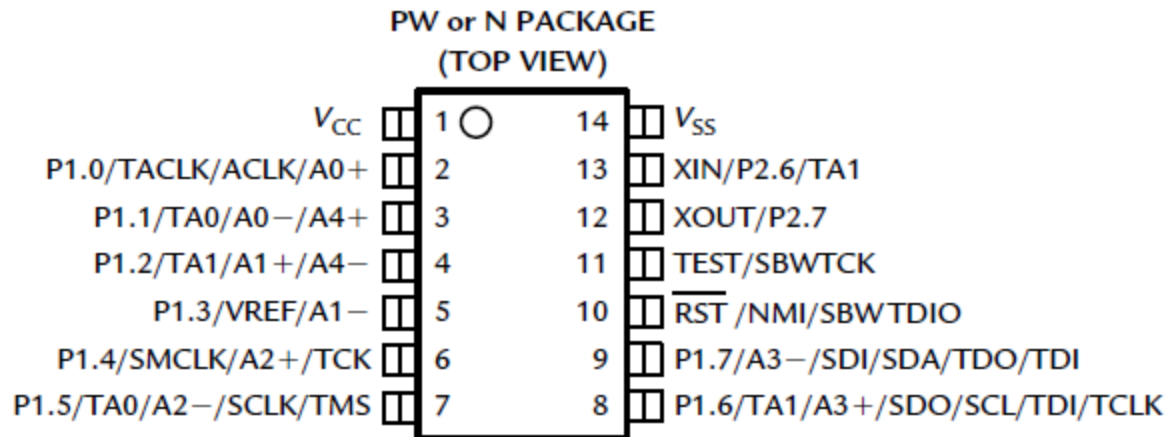 PW or N PACKAGE
(TOP VIEW)
VCC 1 14 VSS
P1.0/TACLK/ACLK/A0+ 2 13 XIN/P2.6/TA1
P1.1/TA0/A0−/A4+ 3 12 XOUT/P2.7
P1.2/TA1/A1+/A4− 4 11 TEST/SBWTCK
P1.3/VREF/A1− 5 10 R̅S̅T̅ /NMI/SBWTDIO
P1.4/SMCLK/A2+/TCK 6 9 P1.7/A3−/SDI/SDA/TDO/TDI
P1.5/TA0/A2−/SCLK/TMS 7 8 P1.6/TA1/A3+/SDO/SCL/TDI/TCLK